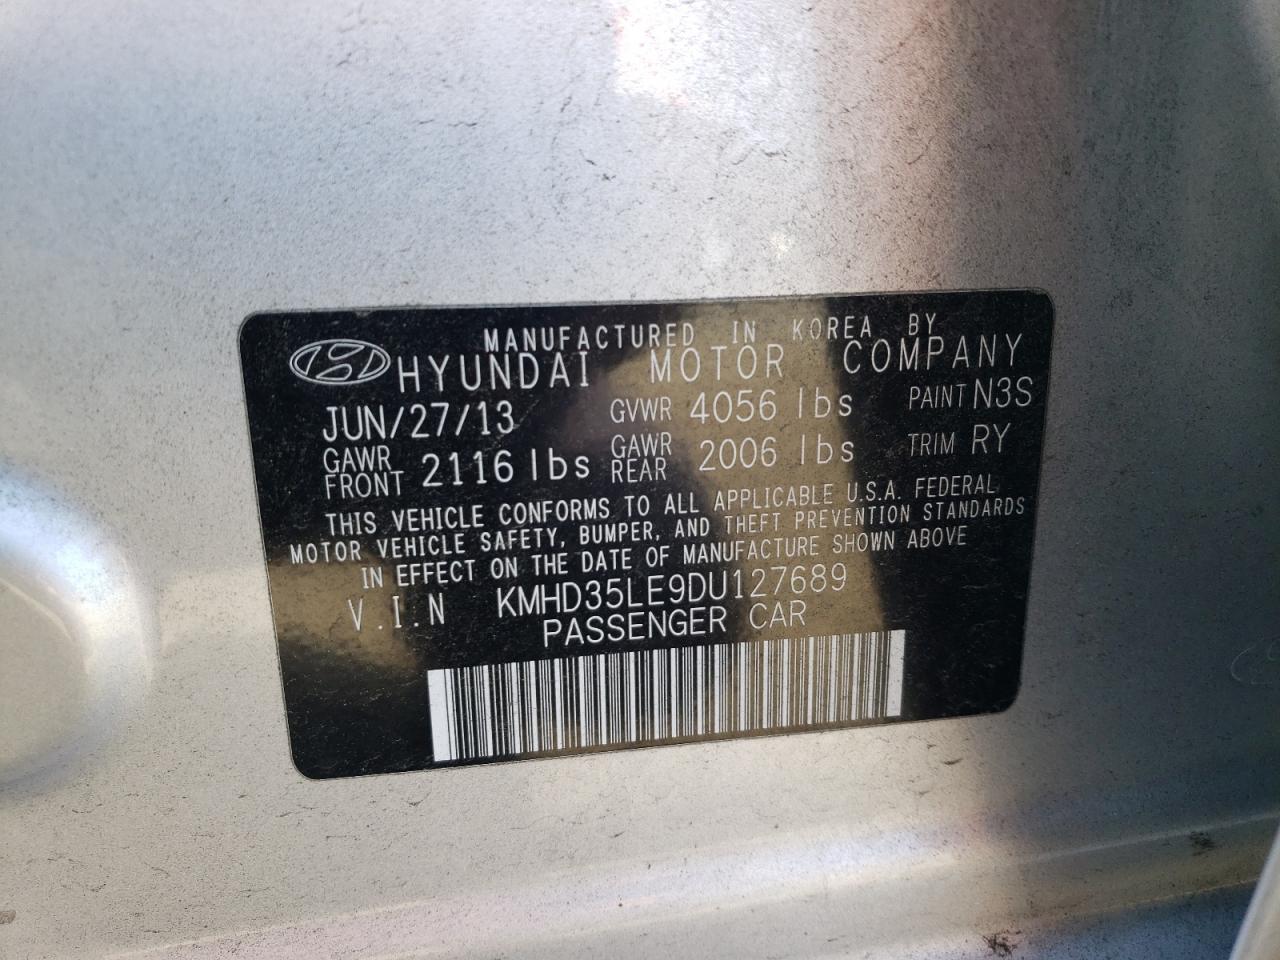 MANUFACTURED IN KOREA BY
HYUNDAI MOTOR COMPANY
JUN/27/13 GVWR 4056 lbs PAINT N3S
GAWR FRONT 2116 lbs GAWR REAR 2006 lbs TRIM RY
THIS VEHICLE CONFORMS TO ALL APPLICABLE U.S.A. FEDERAL
MOTOR VEHICLE SAFETY, BUMPER, AND THEFT PREVENTION STANDARDS
IN EFFECT ON THE DATE OF MANUFACTURE SHOWN ABOVE
V.I.N KMHD35LE9DU127689
PASSENGER CAR